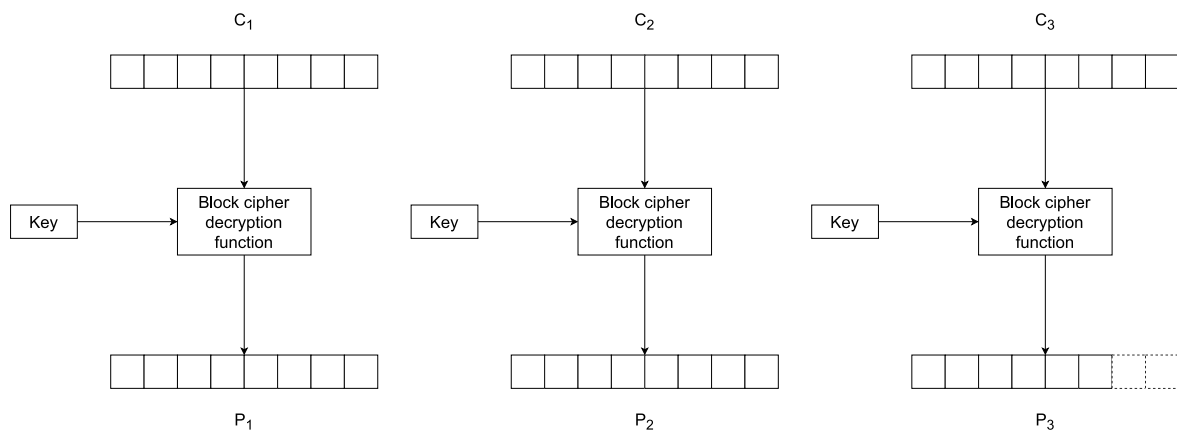 C1
C2
C3
Key
Block cipher
decryption
function
Key
Block cipher
decryption
function
Key
Block cipher
decryption
function
P1
P2
P3